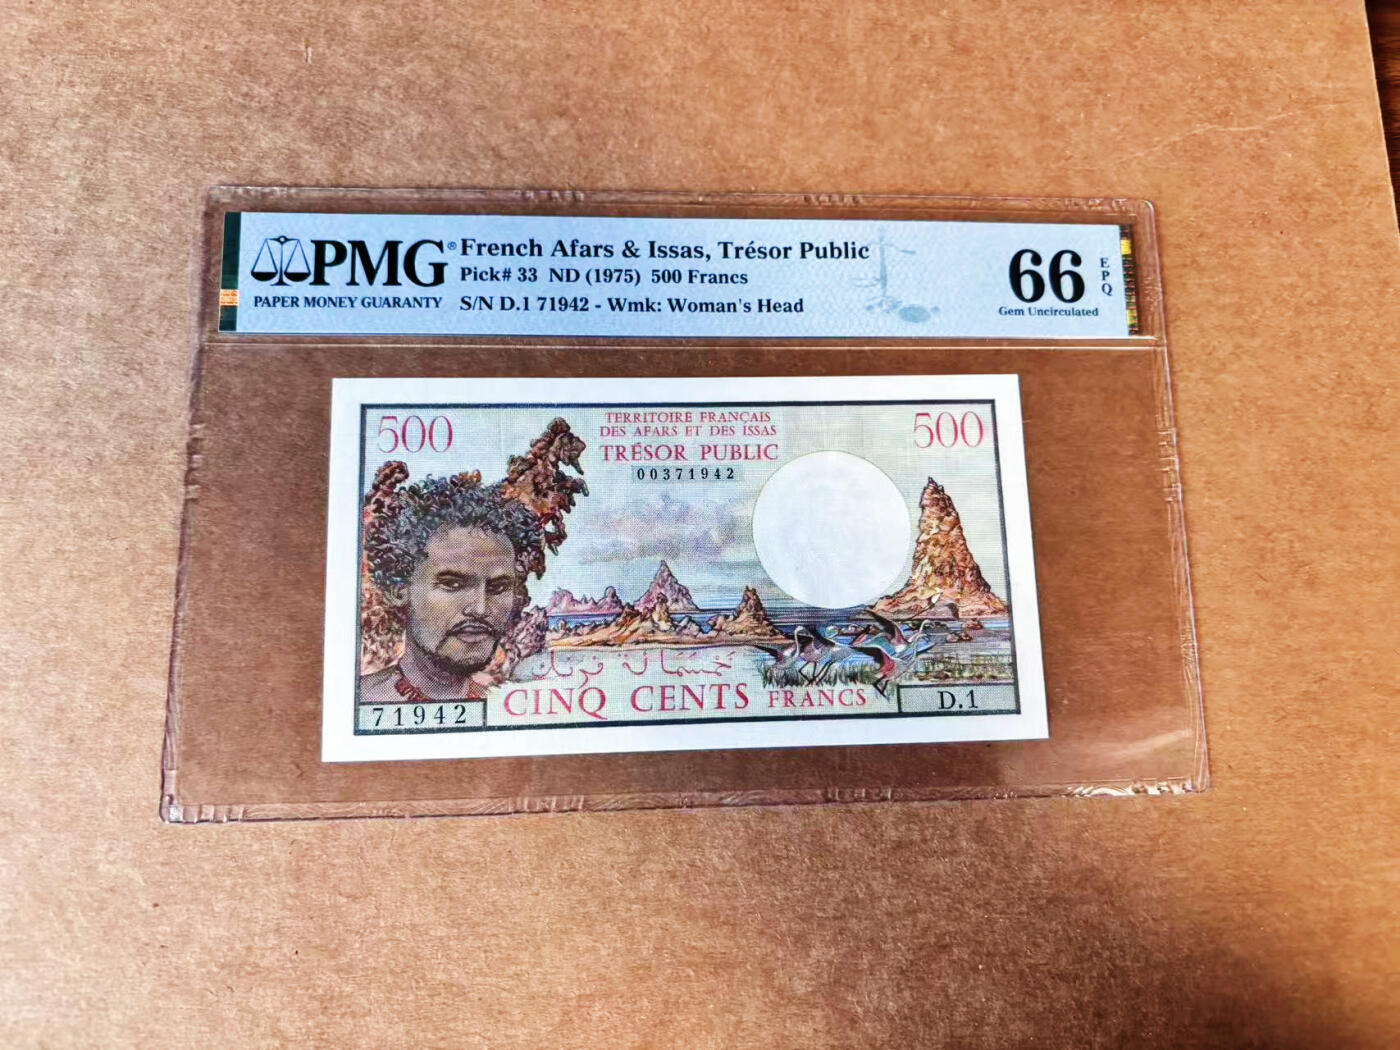 PMG®
PAPER MONEY GUARANTY
French Afars & Issas, Trésor Public
Pick# 33 ND (1975) 500 Francs
S/N D.1 71942 - Wmk: Woman's Head
66
EPQ
Gem Uncirculated
500
TERRITOIRE FRANÇAIS
DES AFARS ET DES ISSAS
TRÉSOR PUBLIC
00371942
500
CINQ CENTS FRANCS
71942
D.1